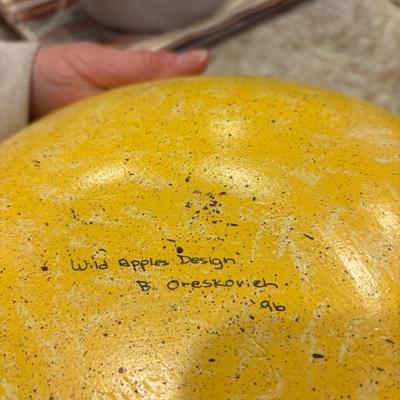 Wild Apples Design
B. Oreskovich
96